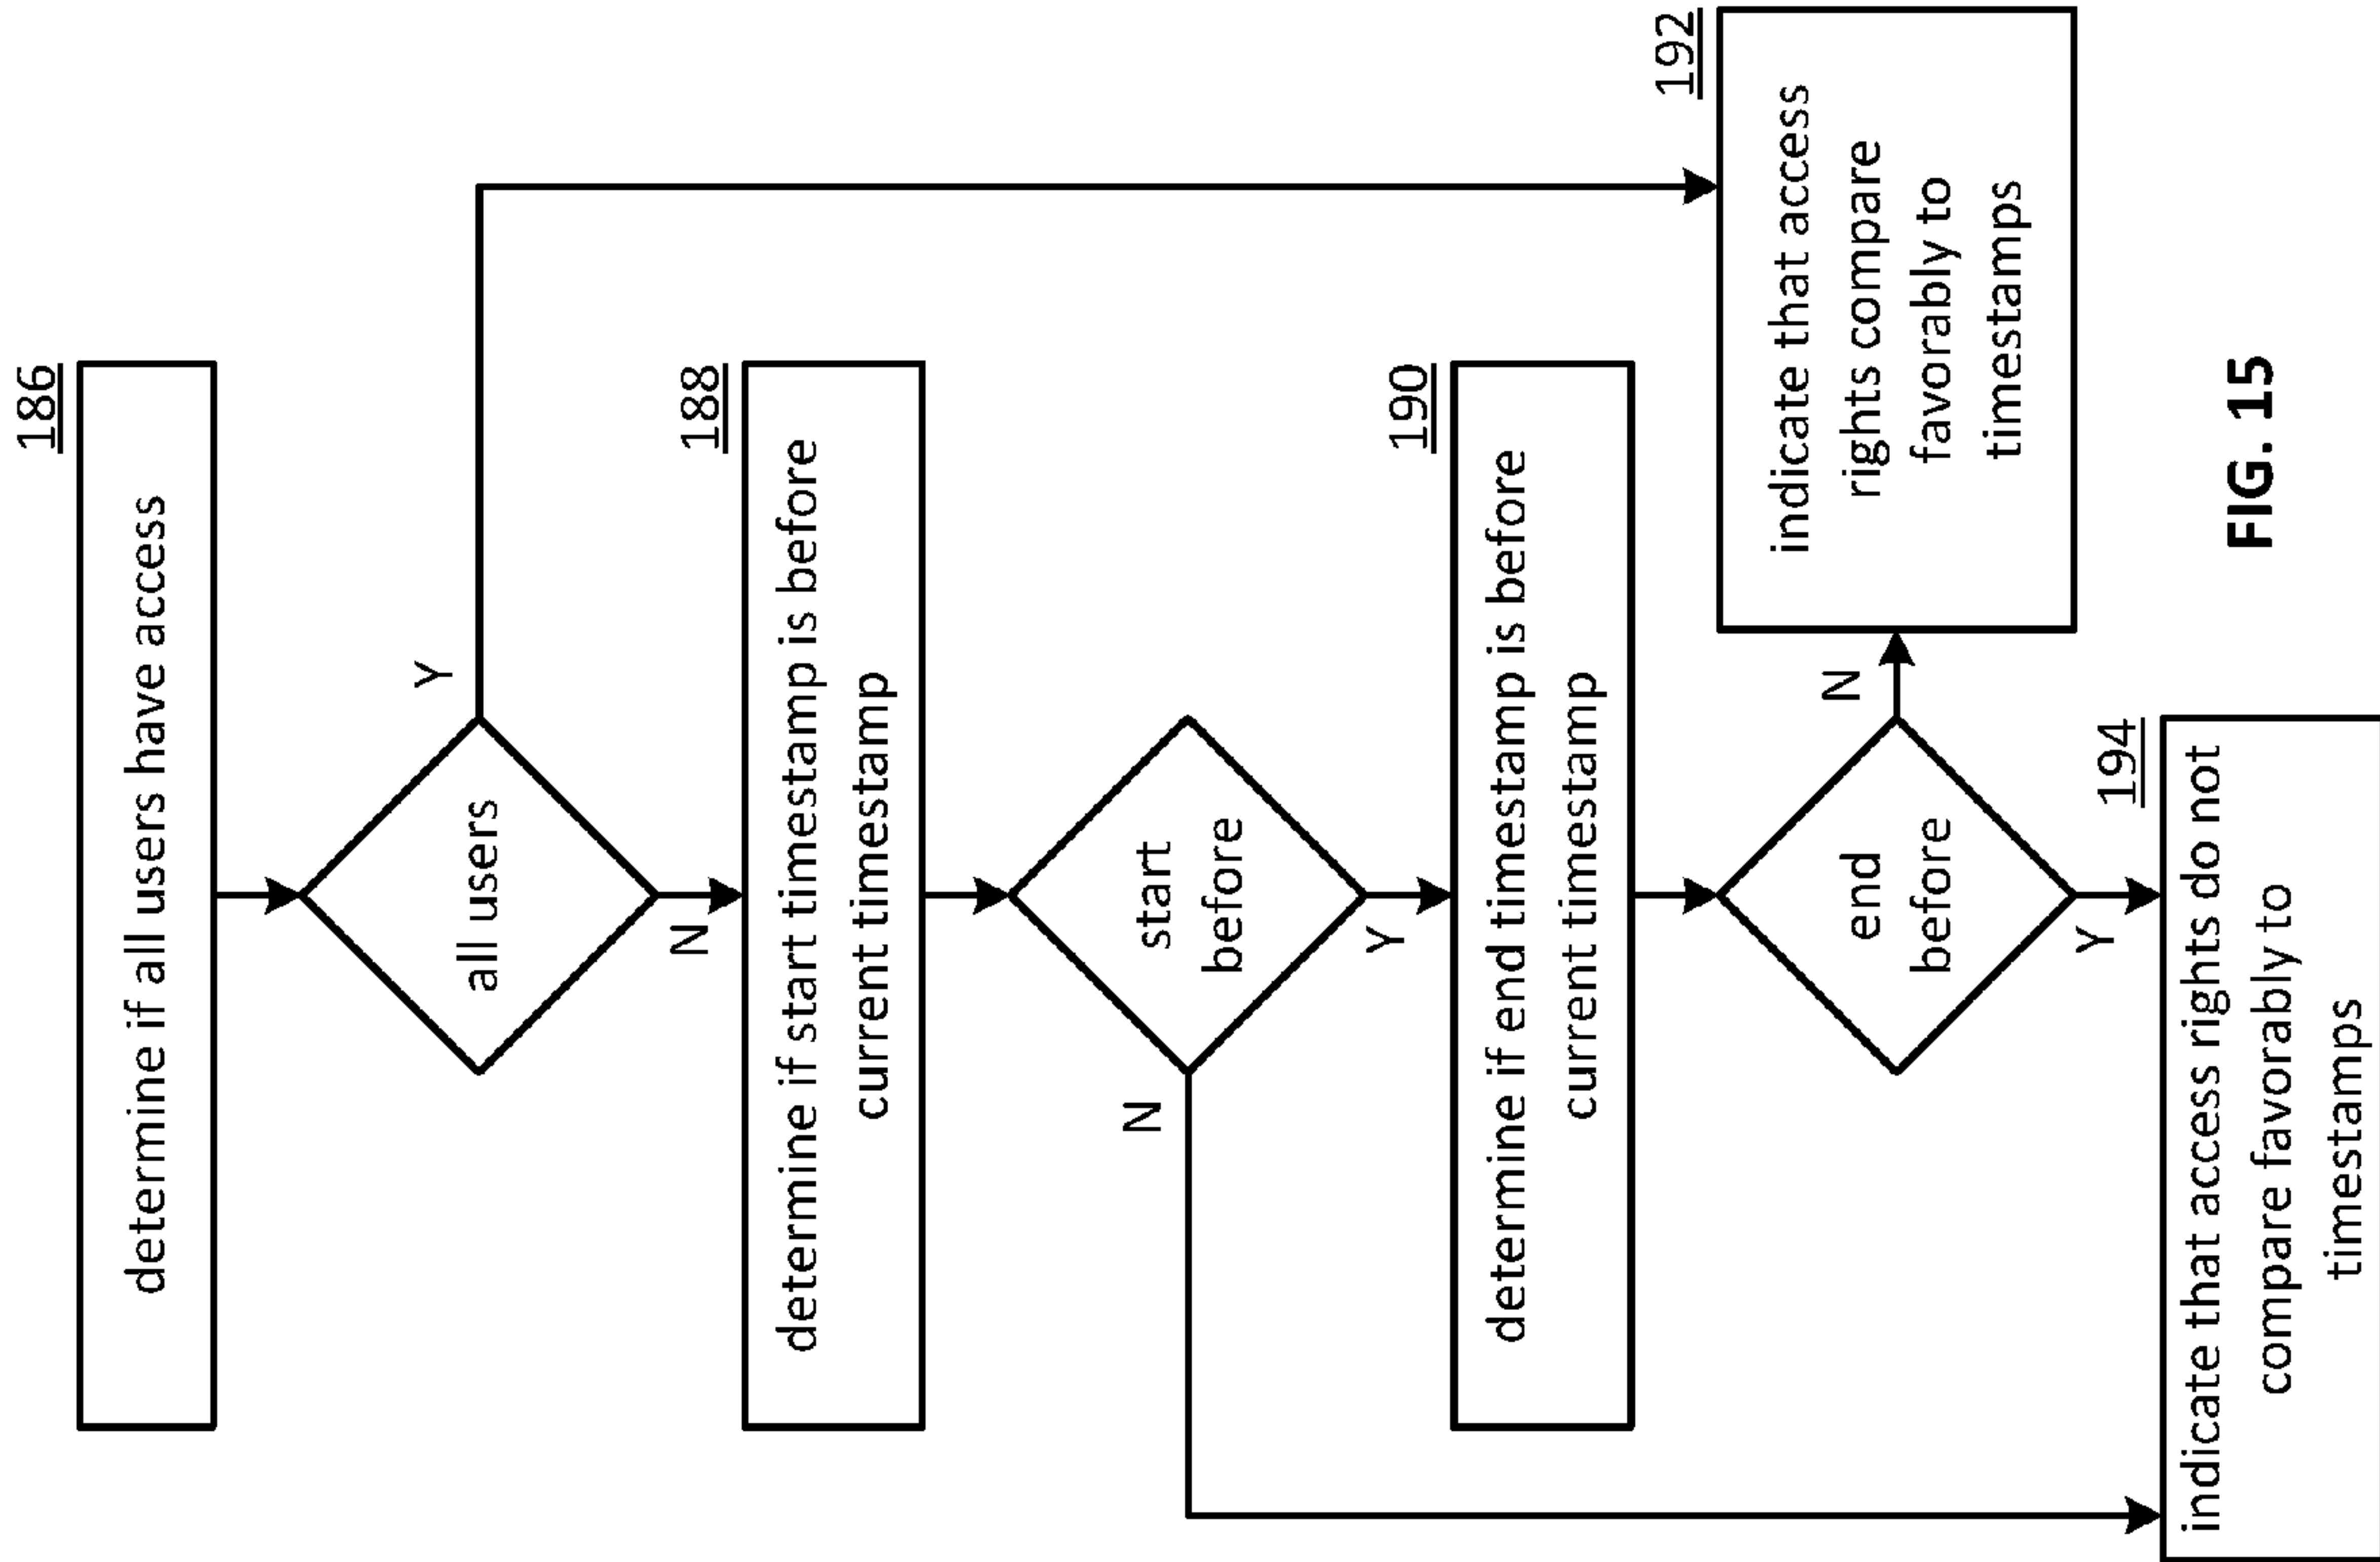 186
determine if all users have access
all users
Y
N
188
determine if start timestamp is before
current timestamp
start
before
N
Y
190
determine if end timestamp is before
current timestamp
end
before
N
Y
192
indicate that access
rights compare
favorably to
timestamps
194
indicate that access rights do not
compare favorably to
timestamps
FIG. 15